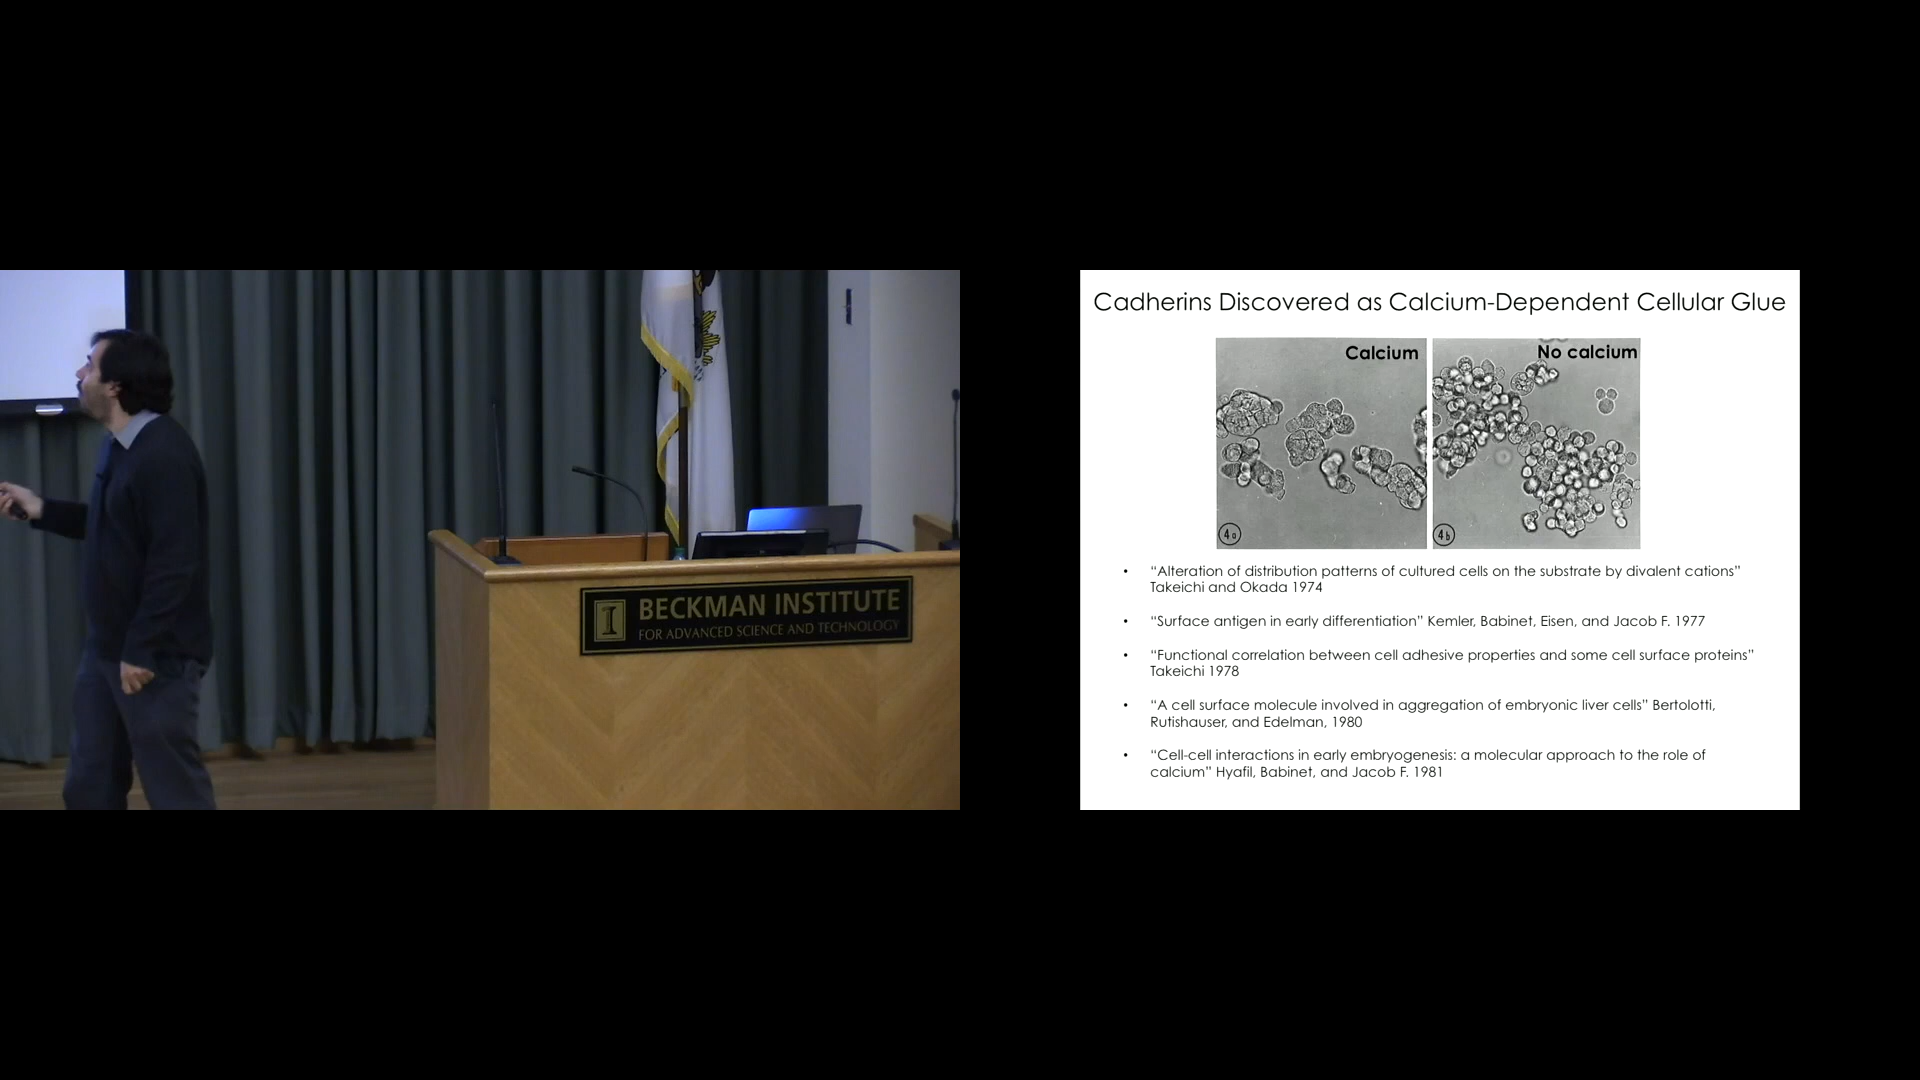 BECKMAN INSTITUTE
FOR ADVANCED SCIENCE AND TECHNOLOGY
Cadherins Discovered as Calcium-Dependent Cellular Glue
Calcium
No calcium
4a
4b
• “Alteration of distribution patterns of cultured cells on the substrate by divalent cations”
Takeichi and Okada 1974
• “Surface antigen in early differentiation” Kemler, Babinet, Eisen, and Jacob F. 1977
• “Functional correlation between cell adhesive properties and some cell surface proteins”
Takeichi 1978
• “A cell surface molecule involved in aggregation of embryonic liver cells” Bertolotti,
Rutishauser, and Edelman, 1980
• “Cell-cell interactions in early embryogenesis: a molecular approach to the role of
calcium” Hyafil, Babinet, and Jacob F. 1981